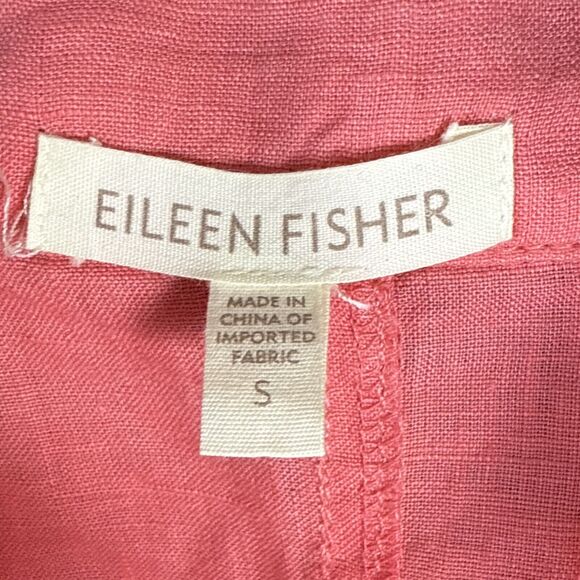 EILEEN FISHER
MADE IN
CHINA OF
IMPORTED
FABRIC
S